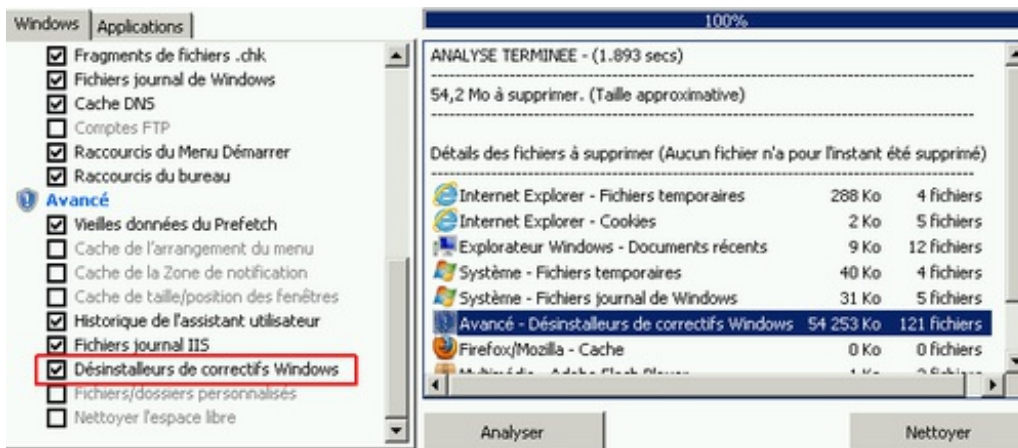 Windows
Applications
Fragments de fichiers .chk
Fichiers journal de Windows
Cache DNS
Comptes FTP
Raccourcis du Menu Démarrer
Raccourcis du bureau
Avancé
Vieilles données du Prefetch
Cache de l'arrangement du menu
Cache de la Zone de notification
Cache de taille/position des fenêtres
Historique de l'assistant utilisateur
Fichiers journal IIS
Désinstalleurs de correctifs Windows
Fichiers/dossiers personnalisés
Nettoyer l'espace libre
100%
ANALYSE TERMINEE - (1.893 secs)
54,2 Mo à supprimer. (Taille approximative)
Détails des fichiers à supprimer (Aucun fichier n'a pour l'instant été supprimé)
Internet Explorer - Fichiers temporaires 288 Ko 4 fichiers
Internet Explorer - Cookies 2 Ko 5 fichiers
Explorateur Windows - Documents récents 9 Ko 12 fichiers
Système - Fichiers temporaires 40 Ko 4 fichiers
Système - Fichiers journal de Windows 31 Ko 5 fichiers
Avancé - Désinstalleurs de correctifs Windows 54 253 Ko 121 fichiers
Firefox/Mozilla - Cache 0 Ko 0 fichiers
Multimédia - Adobe Flash Player
Analyser
Nettoyer